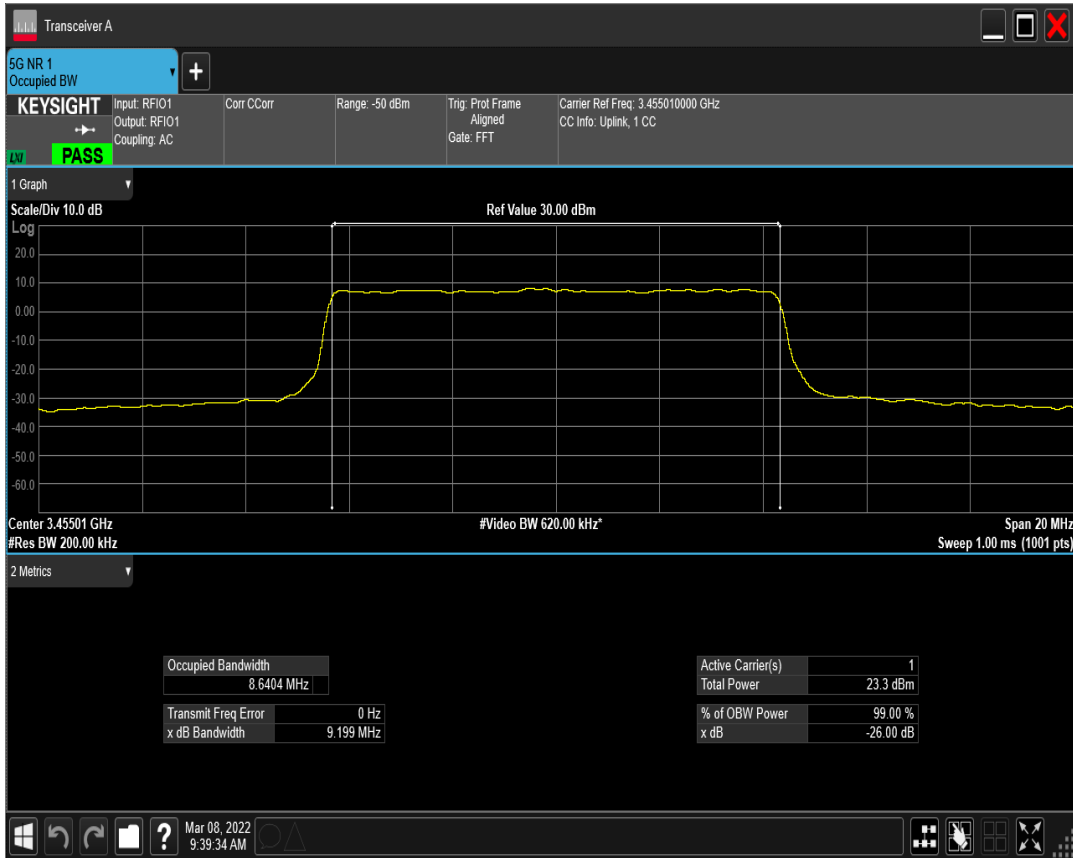 Transceiver A
5G NR 1
Occupied BW
+
KEYSIGHT
LXI
PASS
Input: RFIO1
Output: RFIO1
Coupling: AC
Corr CCorr
Range: -50 dBm
Trig: Prot Frame
Aligned
Gate: FFT
Carrier Ref Freq: 3.455010000 GHz
CC Info: Uplink, 1 CC
1 Graph
Scale/Div 10.0 dB
Ref Value 30.00 dBm
Log
20.0
10.0
0.00
-10.0
-20.0
-30.0
-40.0
-50.0
-60.0
Center 3.45501 GHz
#Video BW 620.00 kHz*
Span 20 MHz
#Res BW 200.00 kHz
Sweep 1.00 ms (1001 pts)
2 Metrics
Occupied Bandwidth
8.6404 MHz
Transmit Freq Error 0 Hz
x dB Bandwidth 9.199 MHz
Active Carrier(s) 1
Total Power 23.3 dBm
% of OBW Power 99.00 %
x dB -26.00 dB
?
Mar 08, 2022
9:39:34 AM